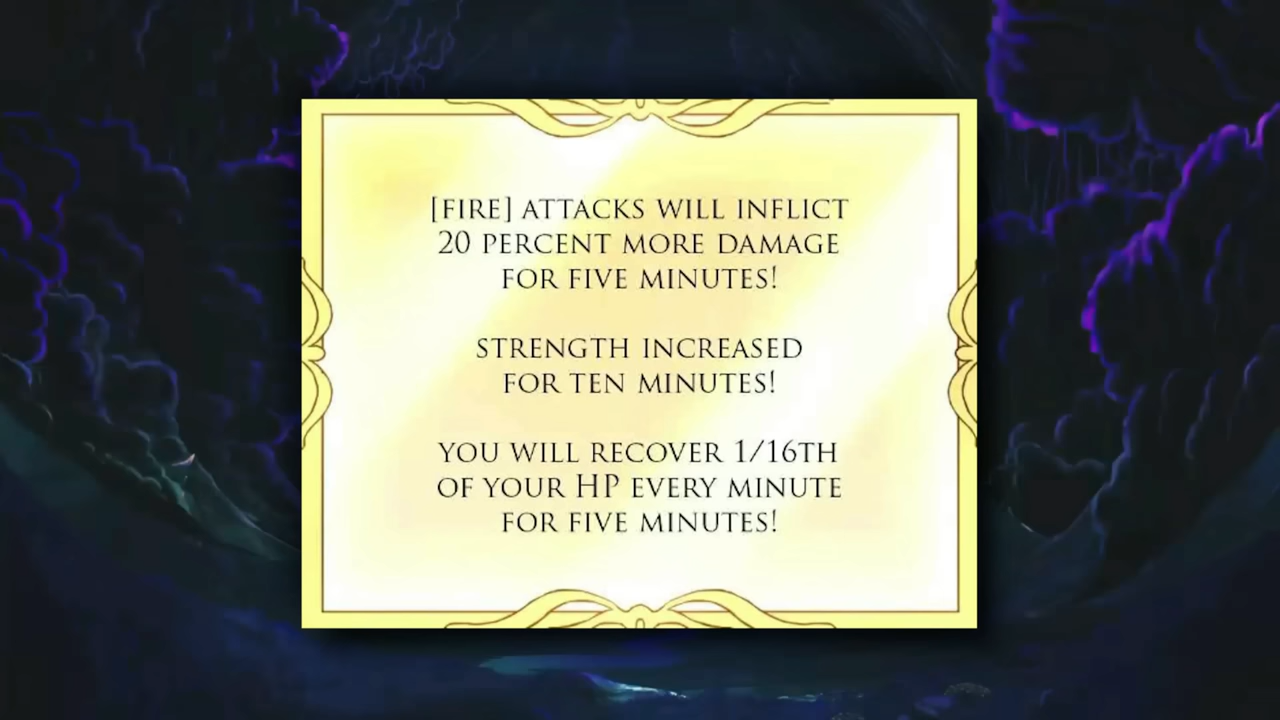 [FIRE] ATTACKS WILL INFLICT
20 PERCENT MORE DAMAGE
FOR FIVE MINUTES!
STRENGTH INCREASED
FOR TEN MINUTES!
YOU WILL RECOVER 1/16TH
OF YOUR HP EVERY MINUTE
FOR FIVE MINUTES!